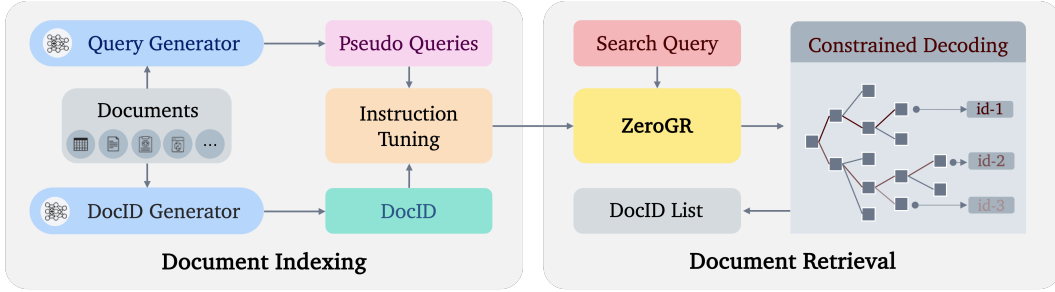 Query Generator
Pseudo Queries
Documents
...
Instruction
Tuning
DocID Generator
DocID
Document Indexing
Search Query
ZeroGR
DocID List
Constrained Decoding
id-1
id-2
id-3
Document Retrieval